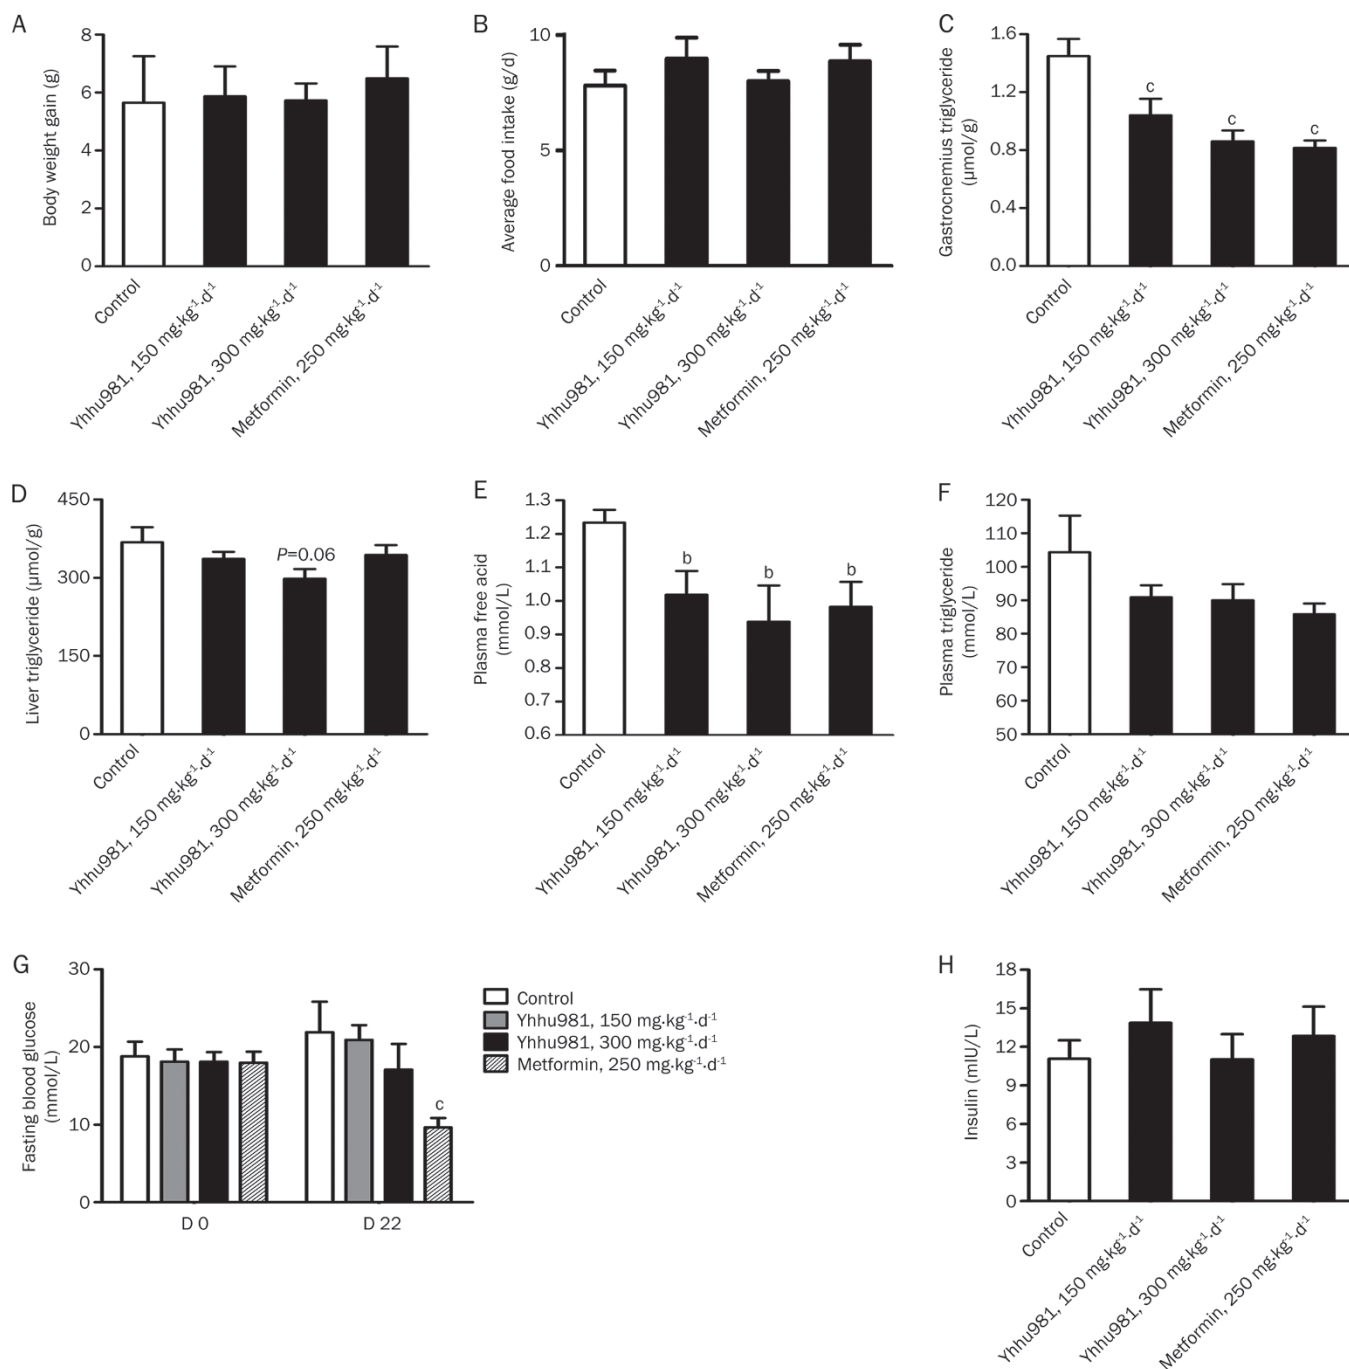 A
Body weight gain (g)
8
6
4
2
0
Control
Yhhu981, 150 mg·kg⁻¹·d⁻¹
Yhhu981, 300 mg·kg⁻¹·d⁻¹
Metformin, 250 mg·kg⁻¹·d⁻¹
B
Average food intake (g/d)
10
5
0
Control
Yhhu981, 150 mg·kg⁻¹·d⁻¹
Yhhu981, 300 mg·kg⁻¹·d⁻¹
Metformin, 250 mg·kg⁻¹·d⁻¹
C
Gastrocnemius triglyceride
(μmol/g)
1.6
1.2
0.8
0.4
0.0
c
c
c
Control
Yhhu981, 150 mg·kg⁻¹·d⁻¹
Yhhu981, 300 mg·kg⁻¹·d⁻¹
Metformin, 250 mg·kg⁻¹·d⁻¹
D
Liver triglyceride (μmol/g)
450
300
150
0
P=0.06
Control
Yhhu981, 150 mg·kg⁻¹·d⁻¹
Yhhu981, 300 mg·kg⁻¹·d⁻¹
Metformin, 250 mg·kg⁻¹·d⁻¹
E
Plasma free acid
(mmol/L)
1.3
1.2
1.1
1.0
0.9
0.8
0.7
0.6
b
b
b
Control
Yhhu981, 150 mg·kg⁻¹·d⁻¹
Yhhu981, 300 mg·kg⁻¹·d⁻¹
Metformin, 250 mg·kg⁻¹·d⁻¹
F
Plasma triglyceride
(mmol/L)
120
110
100
90
80
70
60
50
Control
Yhhu981, 150 mg·kg⁻¹·d⁻¹
Yhhu981, 300 mg·kg⁻¹·d⁻¹
Metformin, 250 mg·kg⁻¹·d⁻¹
G
Fasting blood glucose
(mmol/L)
30
20
10
0
c
D 0
D 22
Control
Yhhu981, 150 mg·kg⁻¹·d⁻¹
Yhhu981, 300 mg·kg⁻¹·d⁻¹
Metformin, 250 mg·kg⁻¹·d⁻¹
H
Insulin (mIU/L)
18
15
12
9
6
3
0
Control
Yhhu981, 150 mg·kg⁻¹·d⁻¹
Yhhu981, 300 mg·kg⁻¹·d⁻¹
Metformin, 250 mg·kg⁻¹·d⁻¹